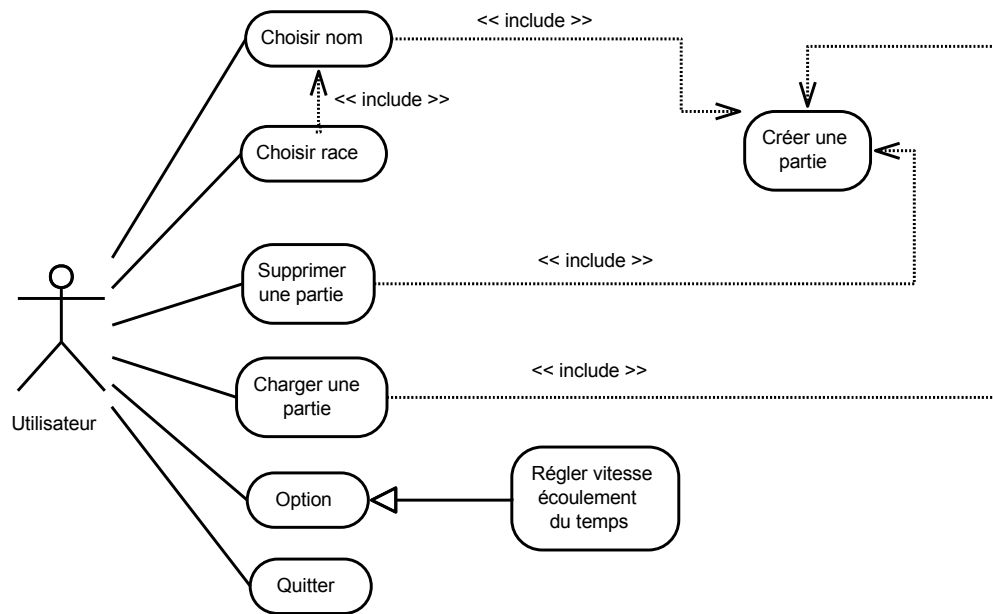 << include >>
Choisir nom
<< include >>
Choisir race
Créer une
partie
Supprimer
une partie
<< include >>
Charger une
partie
<< include >>
Utilisateur
Option
Régler vitesse
écoulement
du temps
Quitter